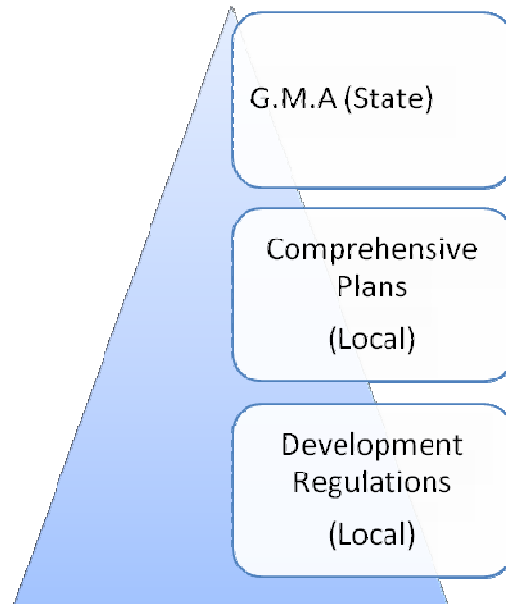 G.M.A (State)
Comprehensive
Plans
(Local)
Development
Regulations
(Local)